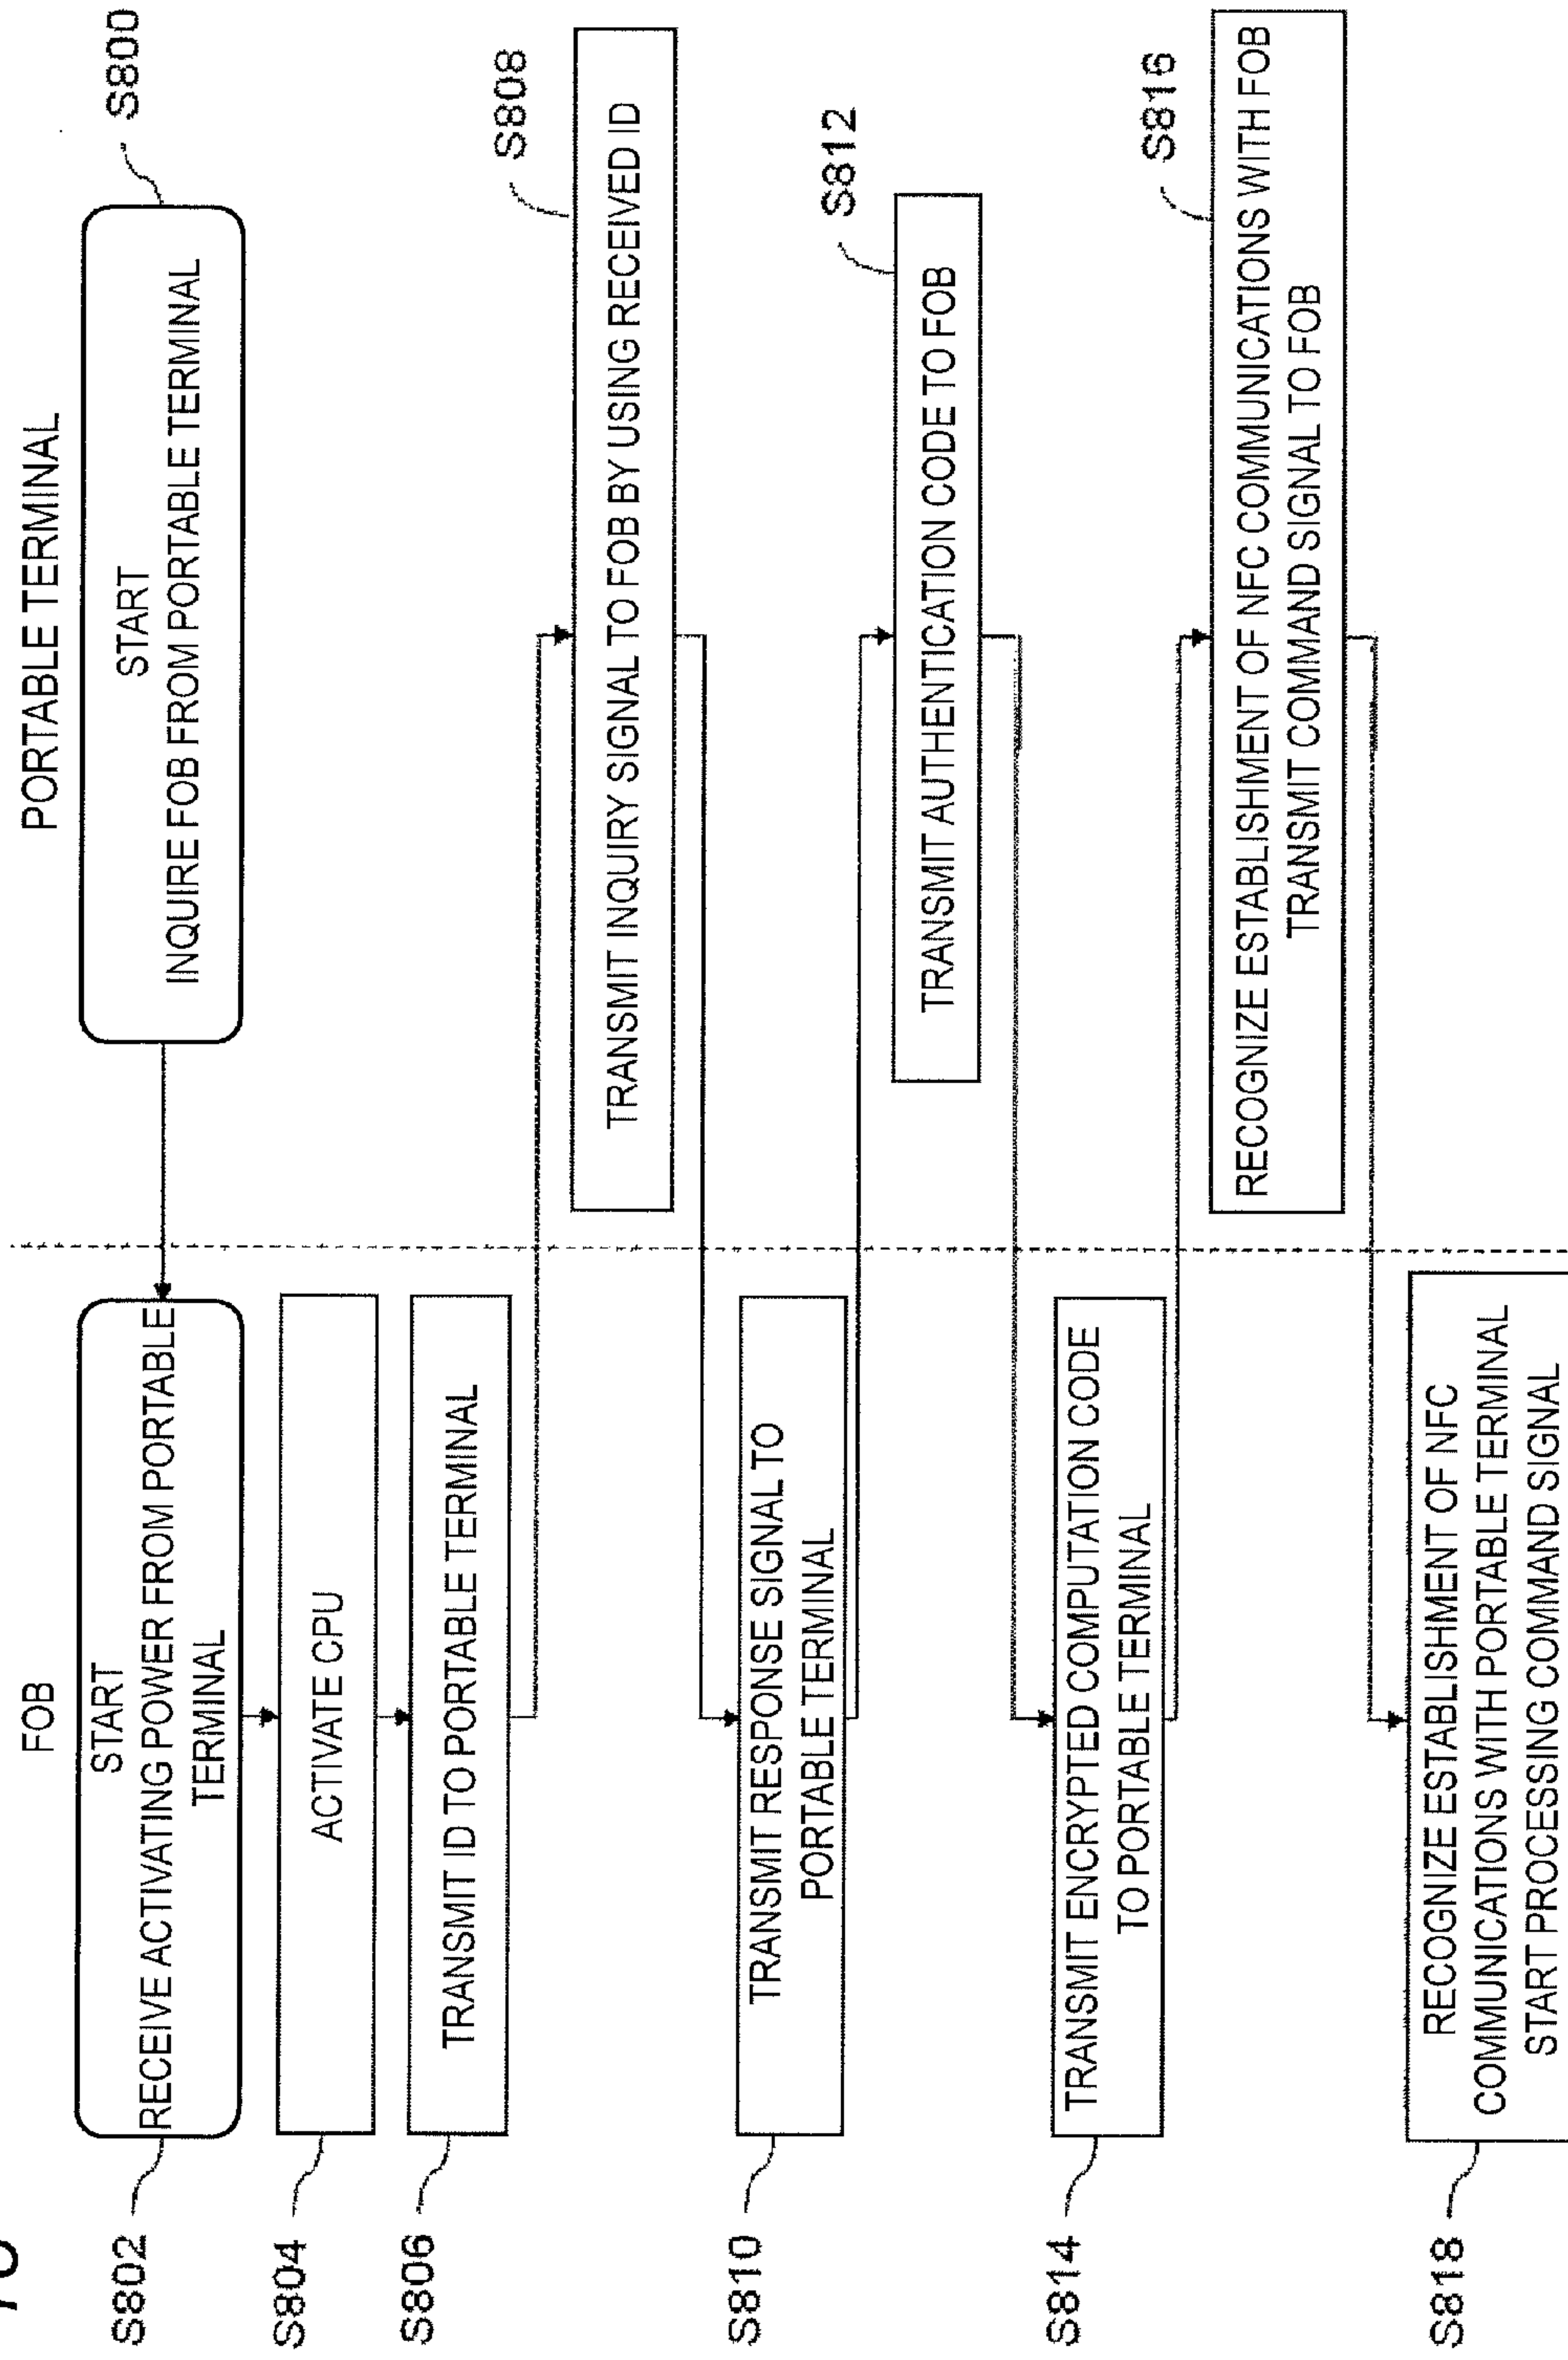 FOB
PORTABLE TERMINAL
START
INQUIRE FOB FROM PORTABLE TERMINAL
S800
S802
START
RECEIVE ACTIVATING POWER FROM PORTABLE
TERMINAL
S804
ACTIVATE CPU
S806
TRANSMIT ID TO PORTABLE TERMINAL
S808
TRANSMIT INQUIRY SIGNAL TO FOB BY USING RECEIVED ID
S810
TRANSMIT RESPONSE SIGNAL TO
PORTABLE TERMINAL
S812
TRANSMIT AUTHENTICATION CODE TO FOB
S814
TRANSMIT ENCRYPTED COMPUTATION CODE
TO PORTABLE TERMINAL
S816
RECOGNIZE ESTABLISHMENT OF NFC COMMUNICATIONS WITH FOB
TRANSMIT COMMAND SIGNAL TO FOB
S818
RECOGNIZE ESTABLISHMENT OF NFC
COMMUNICATIONS WITH PORTABLE TERMINAL
START PROCESSING COMMAND SIGNAL